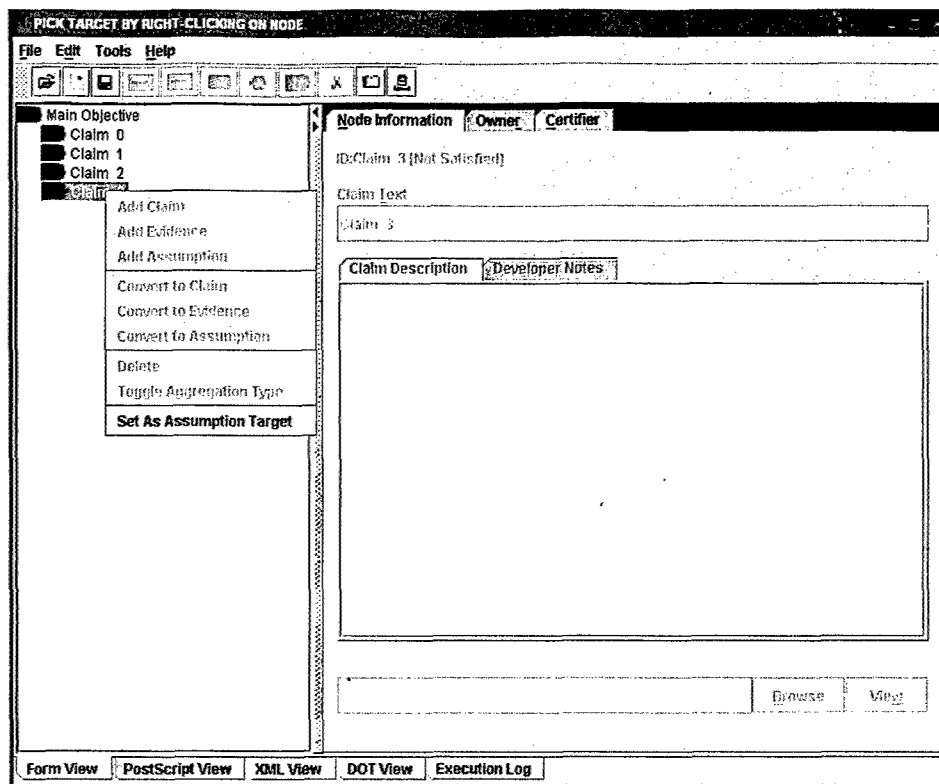 PICK TARGET BY RIGHT-CLICKING ON NODE
File Edit Tools Help
Main Objective
Claim 0
Claim 1
Claim 2
Claim
Add Claim
Add Evidence
Add Assumption
Convert to Claim
Convert to Evidence
Convert to Assumption
Delete
Toggle Aggregation Type
Set As Assumption Target
Node Information Owner Certifier
ID:Claim 3 [Not Satisfied]
Claim Text
Claim 3
Claim Description Developer Notes
Browse View
Form View PostScript View XML View DOT View Execution Log